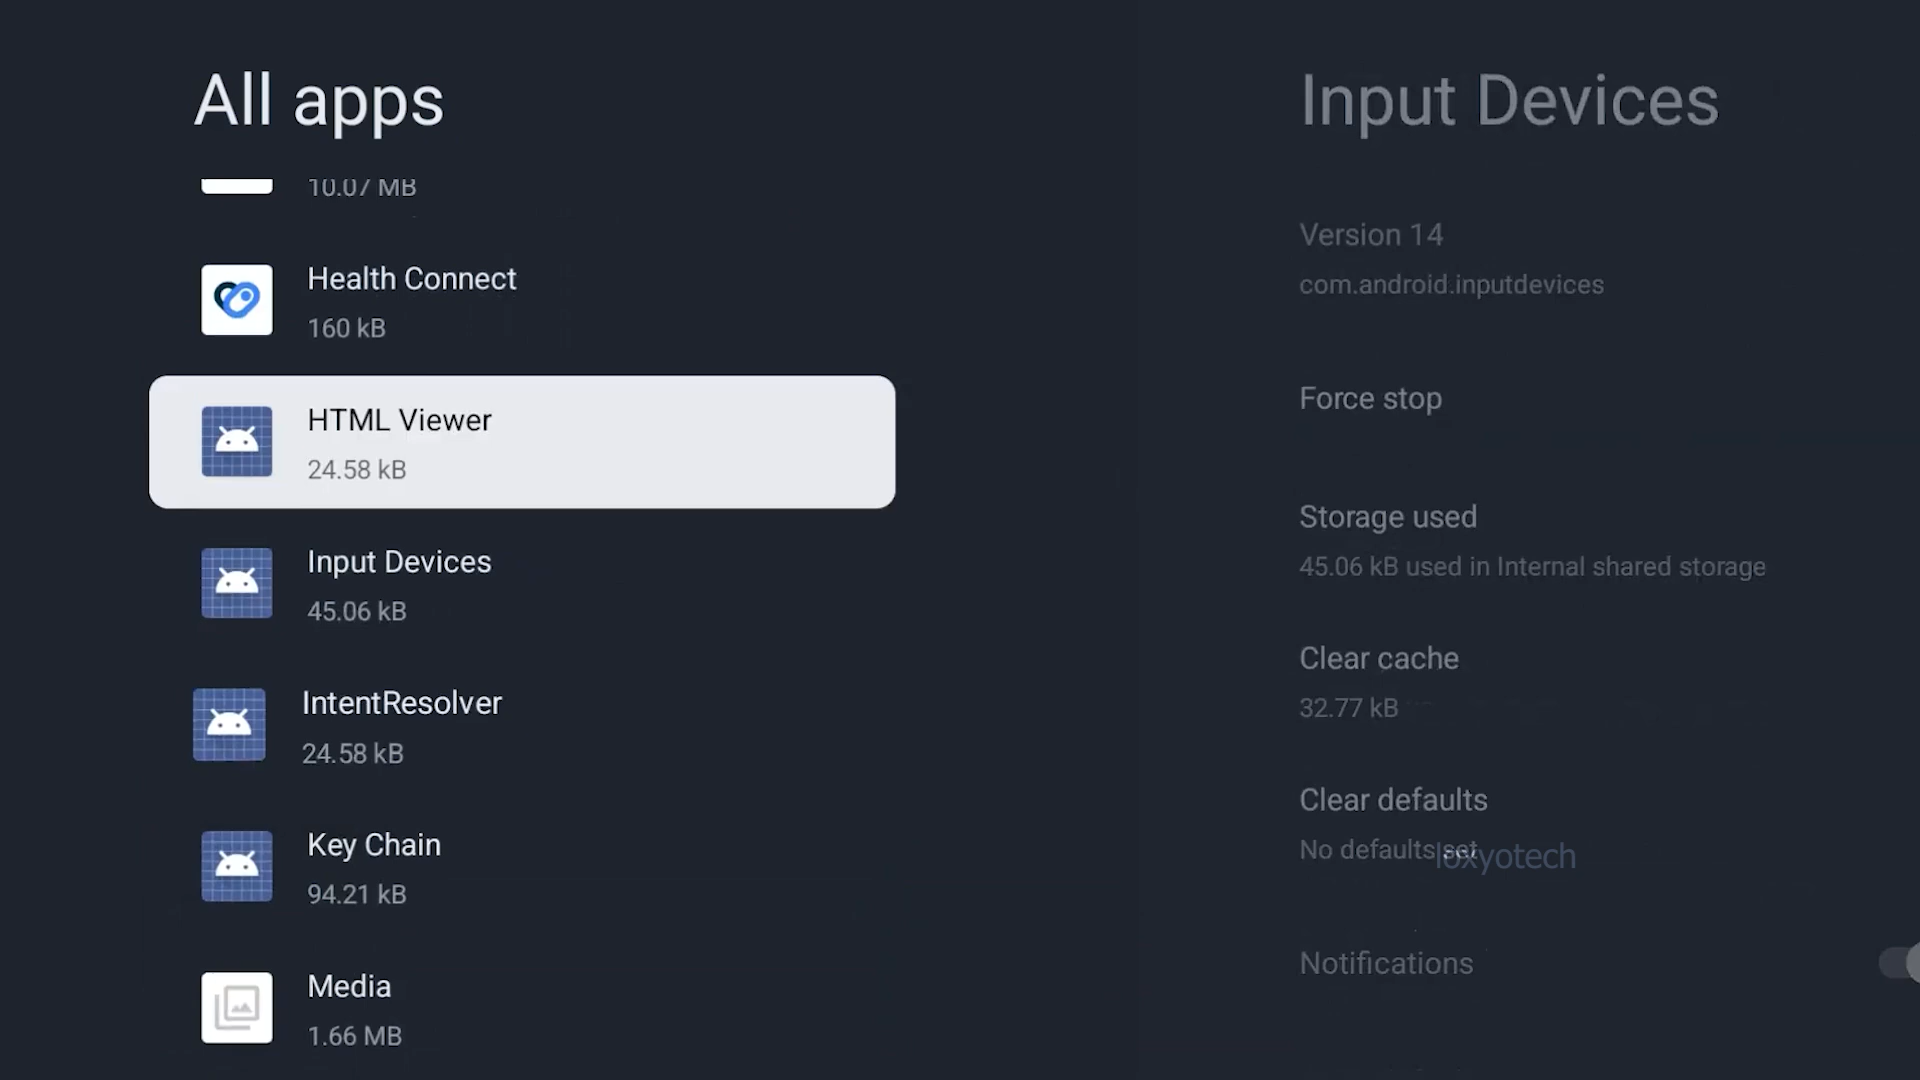 All apps
10.07 MB
Health Connect
160 kB
HTML Viewer
24.58 kB
Input Devices
45.06 kB
IntentResolver
24.58 kB
Key Chain
94.21 kB
Media
1.66 MB
Input Devices
Version 14
com.android.inputdevices
Force stop
Storage used
45.06 kB used in Internal shared storage
Clear cache
32.77 kB
Clear defaults
No defaults set
loxyotech
Notifications